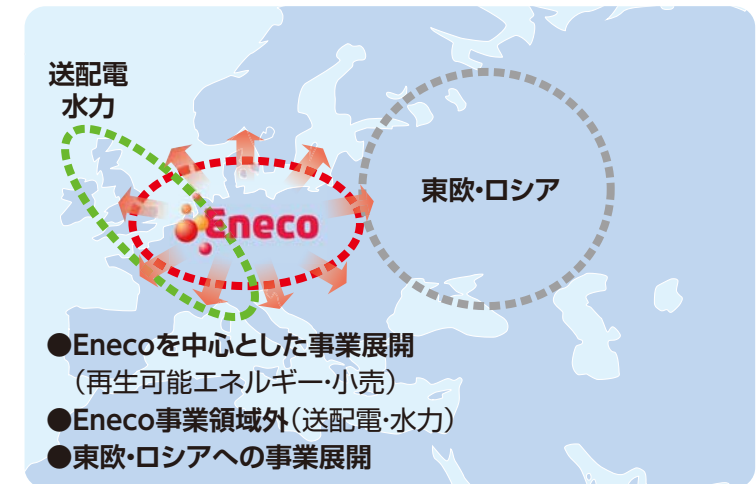 送配電
水力
東欧・ロシア
Eneco
●Enecoを中心とした事業展開
（再生可能エネルギー・小売）
●Eneco事業領域外（送配電・水力）
●東欧・ロシアへの事業展開